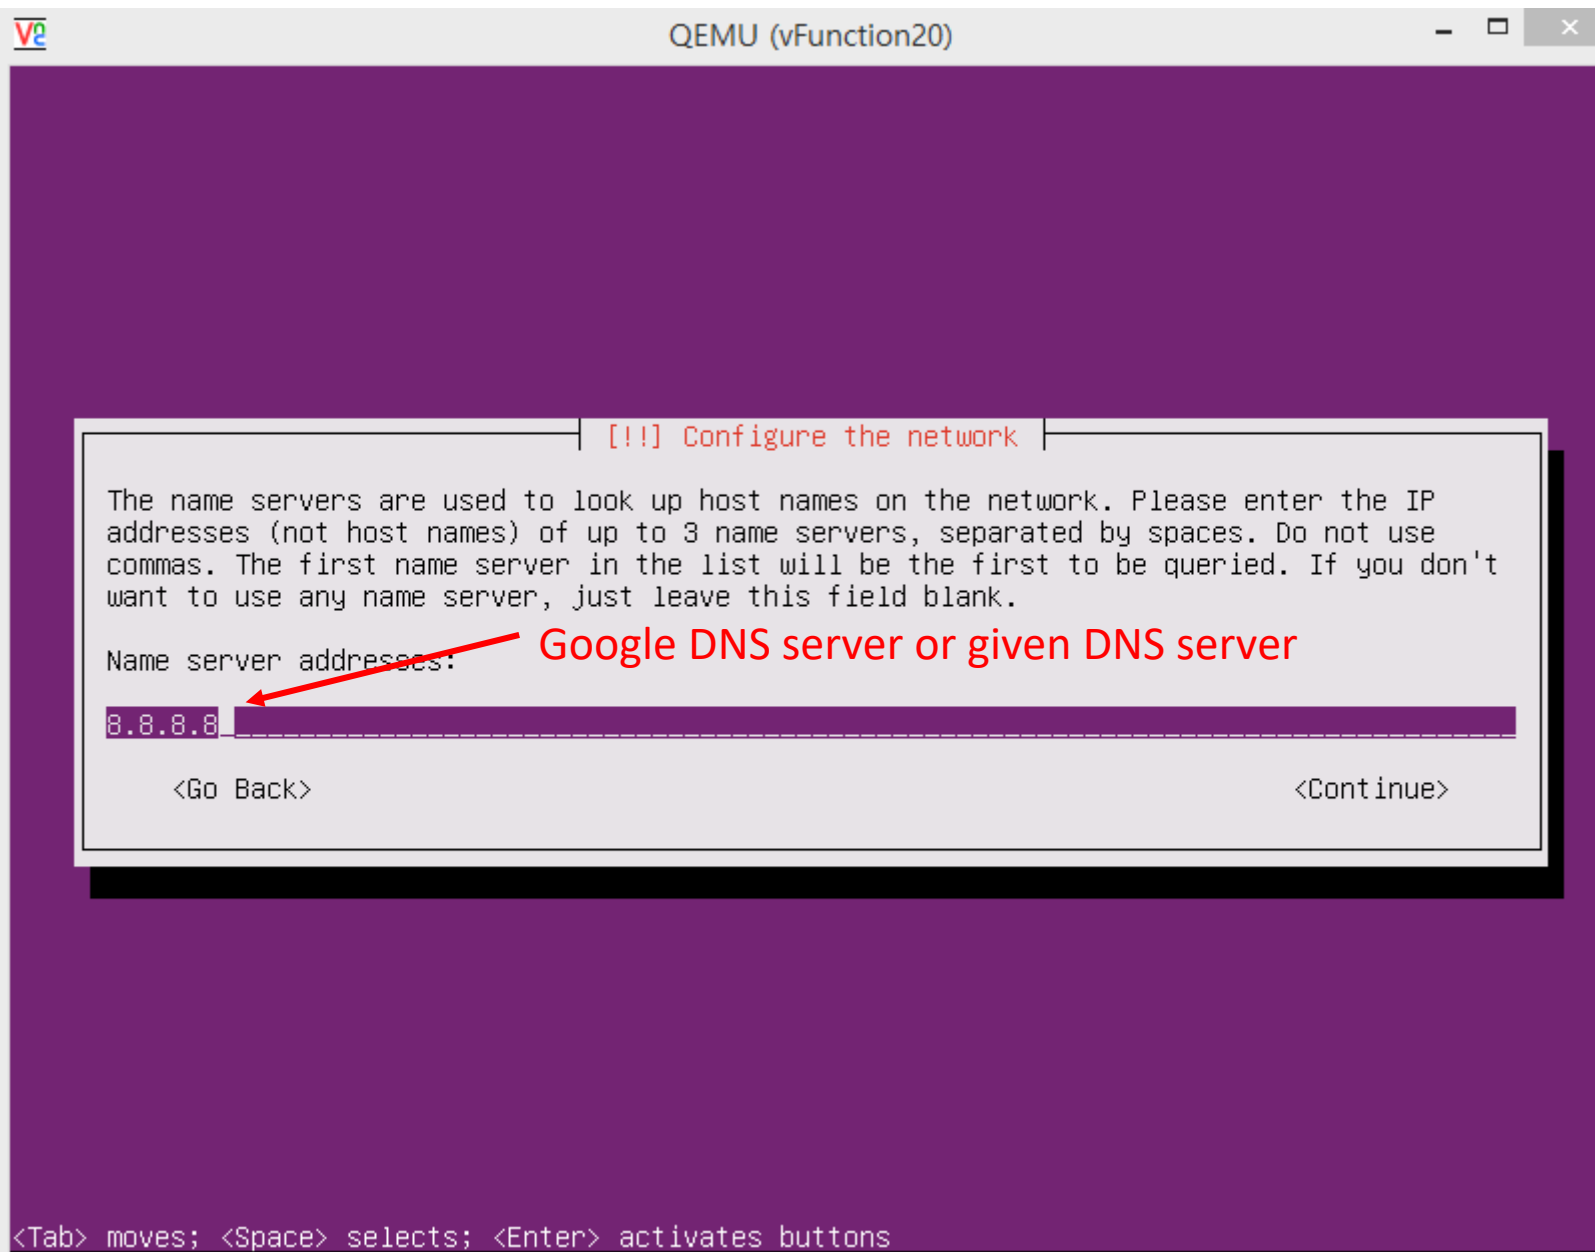 QEMU (vFunction20)
[!!] Configure the network
The name servers are used to look up host names on the network. Please enter the IP
addresses (not host names) of up to 3 name servers, separated by spaces. Do not use
commas. The first name server in the list will be the first to be queried. If you don't
want to use any name server, just leave this field blank.
Google DNS server or given DNS server
Name server addresses:
8.8.8.8
<Go Back> <Continue>
<Tab> moves; <Space> selects; <Enter> activates buttons